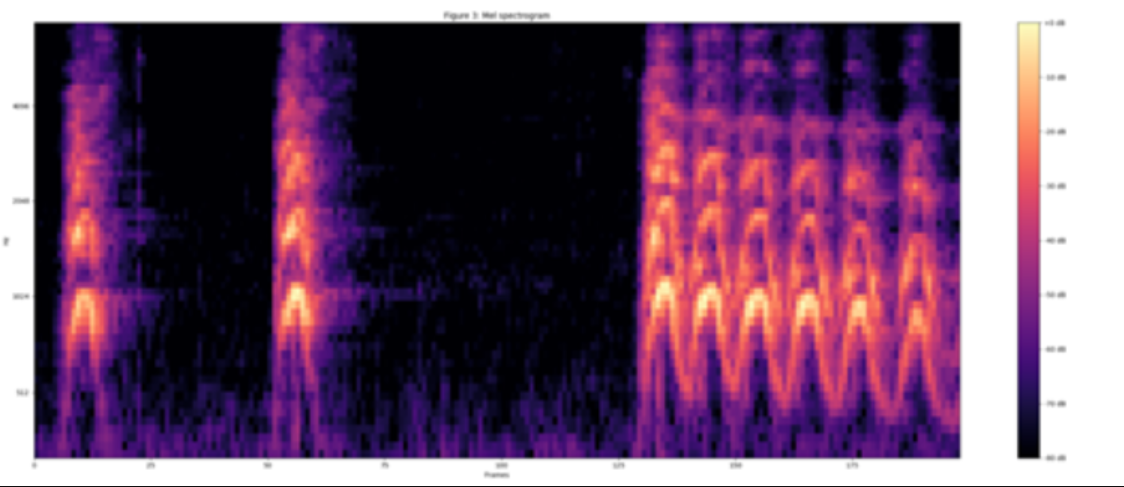 Figure 3: Mel spectrogram
+0 dB
-10 dB
4096
-20 dB
2048
-30 dB
Hz
-40 dB
1024
-50 dB
-60 dB
512
-70 dB
-80 dB
0 25 50 75 100 125 150 175
Frames